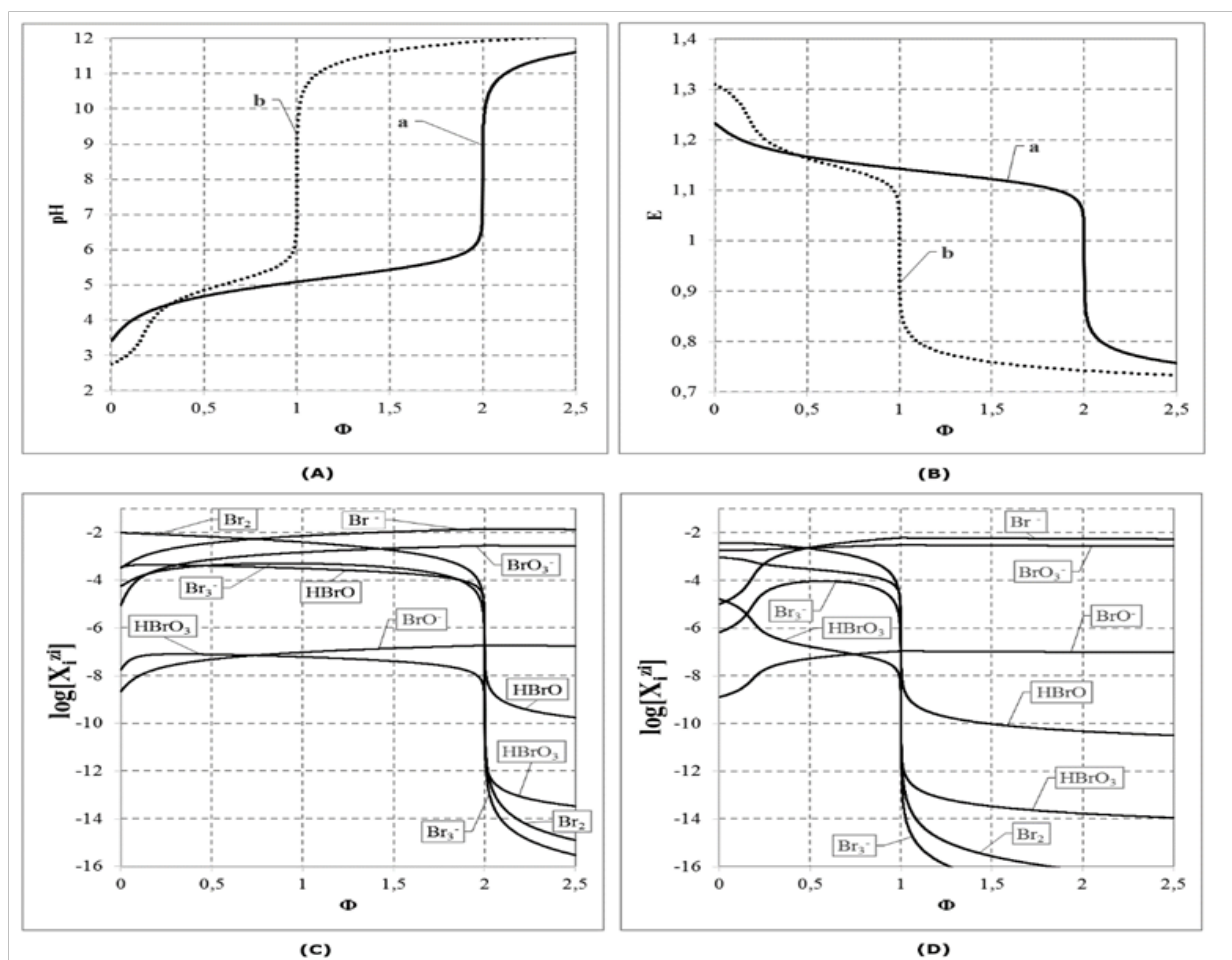 12
11
10
9
8
7
6
5
4
3
2
pH
b
a
0 0,5 1 1,5 2 2,5
Φ
(A)
1,4
1,3
1,2
1,1
1
0,9
0,8
0,7
E
a
b
0 0,5 1 1,5 2 2,5
Φ
(B)
-2
-4
-6
-8
-10
-12
-14
-16
log[Xᵢᶻⁱ]
Br₂
Br⁻
BrO₃⁻
Br₃⁻
HBrO
HBrO₃
BrO⁻
HBrO
HBrO₃
Br₂
Br₃⁻
0 0,5 1 1,5 2 2,5
Φ
(C)
-2
-4
-6
-8
-10
-12
-14
-16
log[Xᵢᶻⁱ]
Br⁻
BrO₃⁻
Br₃⁻
HBrO₃
BrO⁻
HBrO
HBrO₃
Br₂
Br₃⁻
0 0,5 1 1,5 2 2,5
Φ
(D)